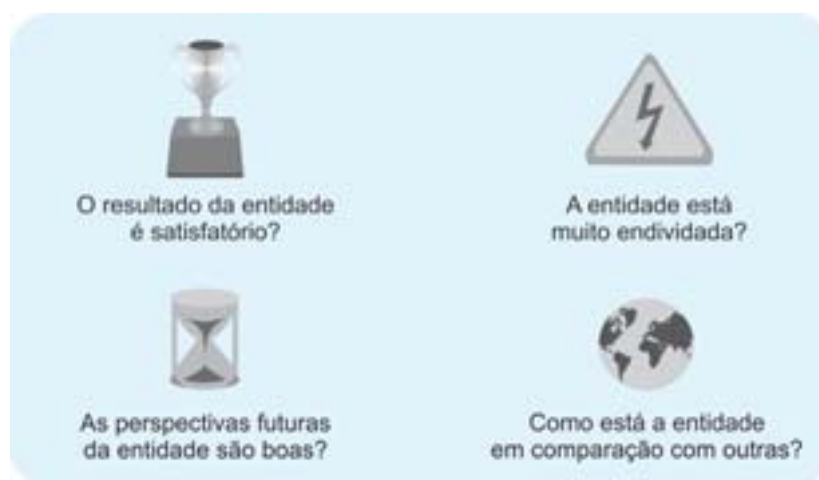 O resultado da entidade
é satisfatório?
A entidade está
muito endividada?
As perspectivas futuras
da entidade são boas?
Como está a entidade
em comparação com outras?